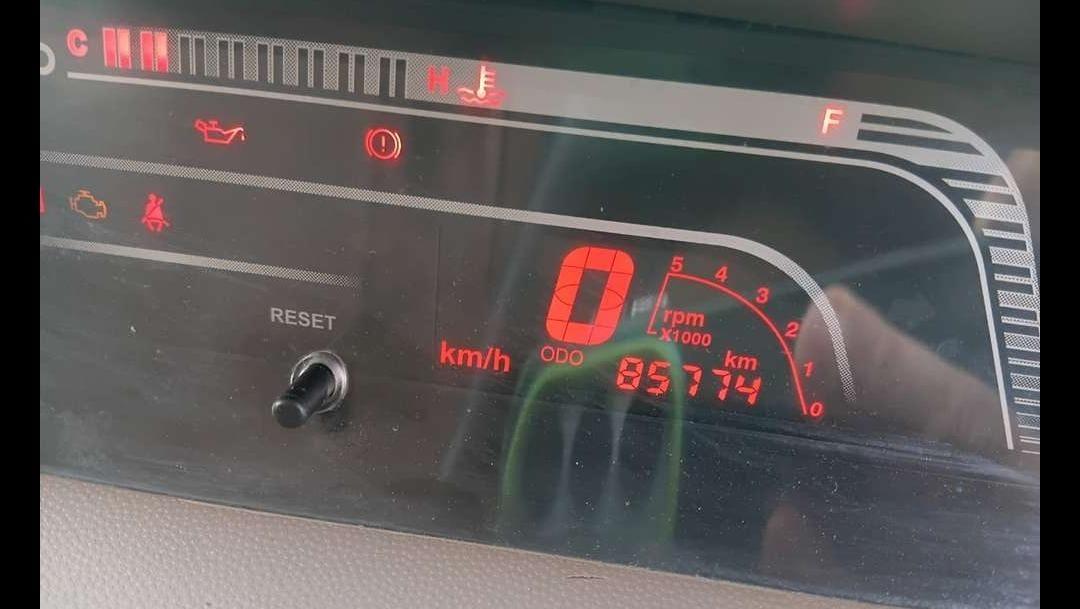 C H F
RESET
0
km/h
ODO
85774
km
rpm
X1000
5 4 3 2 1 0